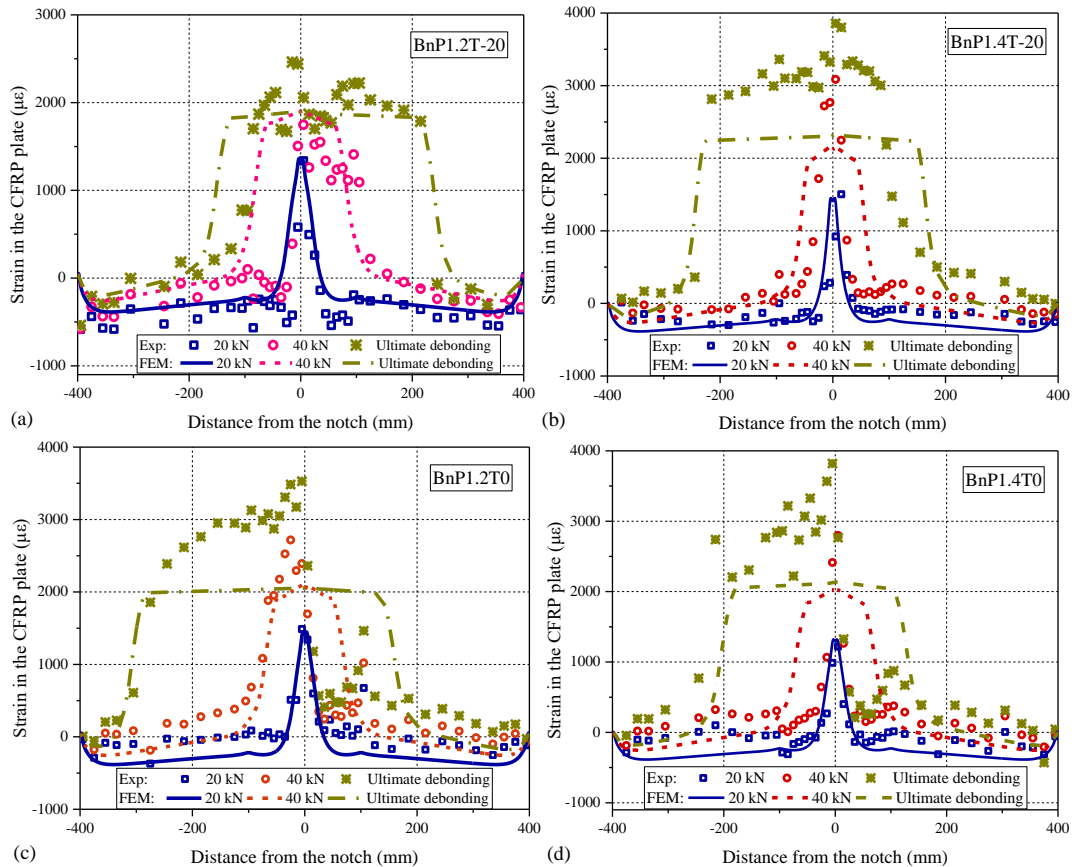 4000
3000
2000
1000
0
-1000
-400
-200
0
200
400
BnP1.2T-20
Strain in the CFRP plate (με)
Exp:
20 kN
40 kN
Ultimate debonding
FEM:
20 kN
40 kN
Ultimate debonding
(a)
Distance from the notch (mm)
4000
3000
2000
1000
0
-1000
-400
-200
0
200
400
BnP1.4T-20
Strain in the CFRP plate (με)
Exp:
20 kN
40 kN
Ultimate debonding
FEM:
20 kN
40 kN
Ultimate debonding
(b)
Distance from the notch (mm)
4000
3000
2000
1000
0
-1000
-400
-200
0
200
400
BnP1.2T0
Strain in the CFRP plate (με)
Exp:
20 kN
40 kN
Ultimate debonding
FEM:
20 kN
40 kN
Ultimate debonding
(c)
Distance from the notch (mm)
4000
3000
2000
1000
0
-1000
-400
-200
0
200
400
BnP1.4T0
Strain in the CFRP plate (με)
Exp:
20 kN
40 kN
Ultimate debonding
FEM:
20 kN
40 kN
Ultimate debonding
(d)
Distance from the notch (mm)